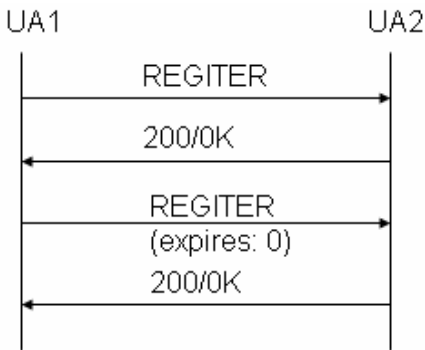 UA1 UA2
REGITER
200/0K
REGITER
(expires: 0)
200/0K